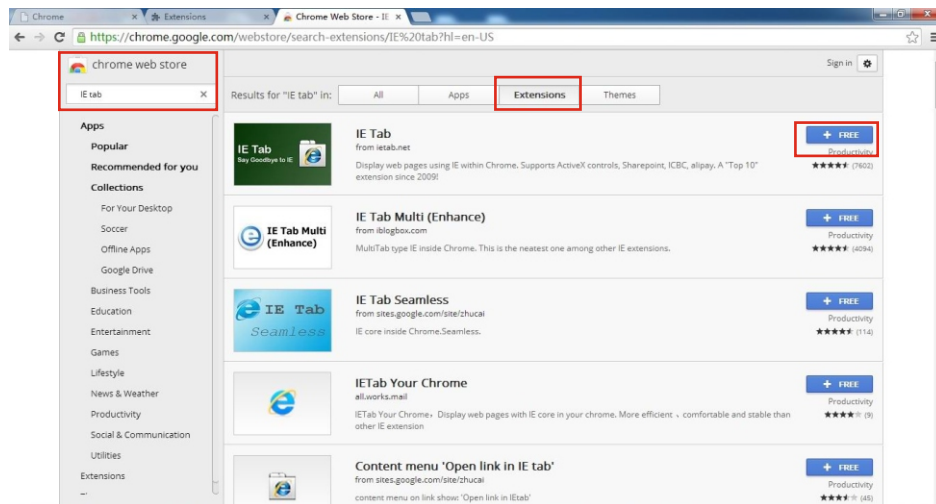 Chrome
Extensions
Chrome Web Store - IE
https://chrome.google.com/webstore/search-extensions/IE%20tab?hl=en-US
chrome web store
Sign in
IE tab
Results for "IE tab" in:
All
Apps
Extensions
Themes
Apps
Popular
Recommended for you
Collections
For Your Desktop
Soccer
Offline Apps
Google Drive
Business Tools
Education
Entertainment
Games
Lifestyle
News & Weather
Productivity
Social & Communication
Utilities
Extensions
IE Tab
Say Goodbye to IE
IE Tab
from ietab.net
Display web pages using IE within Chrome. Supports ActiveX controls, Sharepoint, ICBC, alipay. A "Top 10"
extension since 2009!
+ FREE
Productivity
(7602)
IE Tab Multi
(Enhance)
IE Tab Multi (Enhance)
from iblogbox.com
MultiTab type IE inside Chrome. This is the neatest one among other IE extensions.
+ FREE
Productivity
(4094)
IE Tab
Seamless
IE Tab Seamless
from sites.google.com/site/zhucai
IE core inside Chrome.Seamless.
+ FREE
Productivity
(114)
IETab Your Chrome
all.works.mail
IETab Your Chrome, Display web pages with IE core in your chrome. More efficient 、comfortable and stable than
other IE extension
+ FREE
Productivity
(9)
Content menu 'Open link in IE tab'
from sites.google.com/site/zhucai
content menu on link show: 'Open link in IEtab'
+ FREE
Productivity
(45)